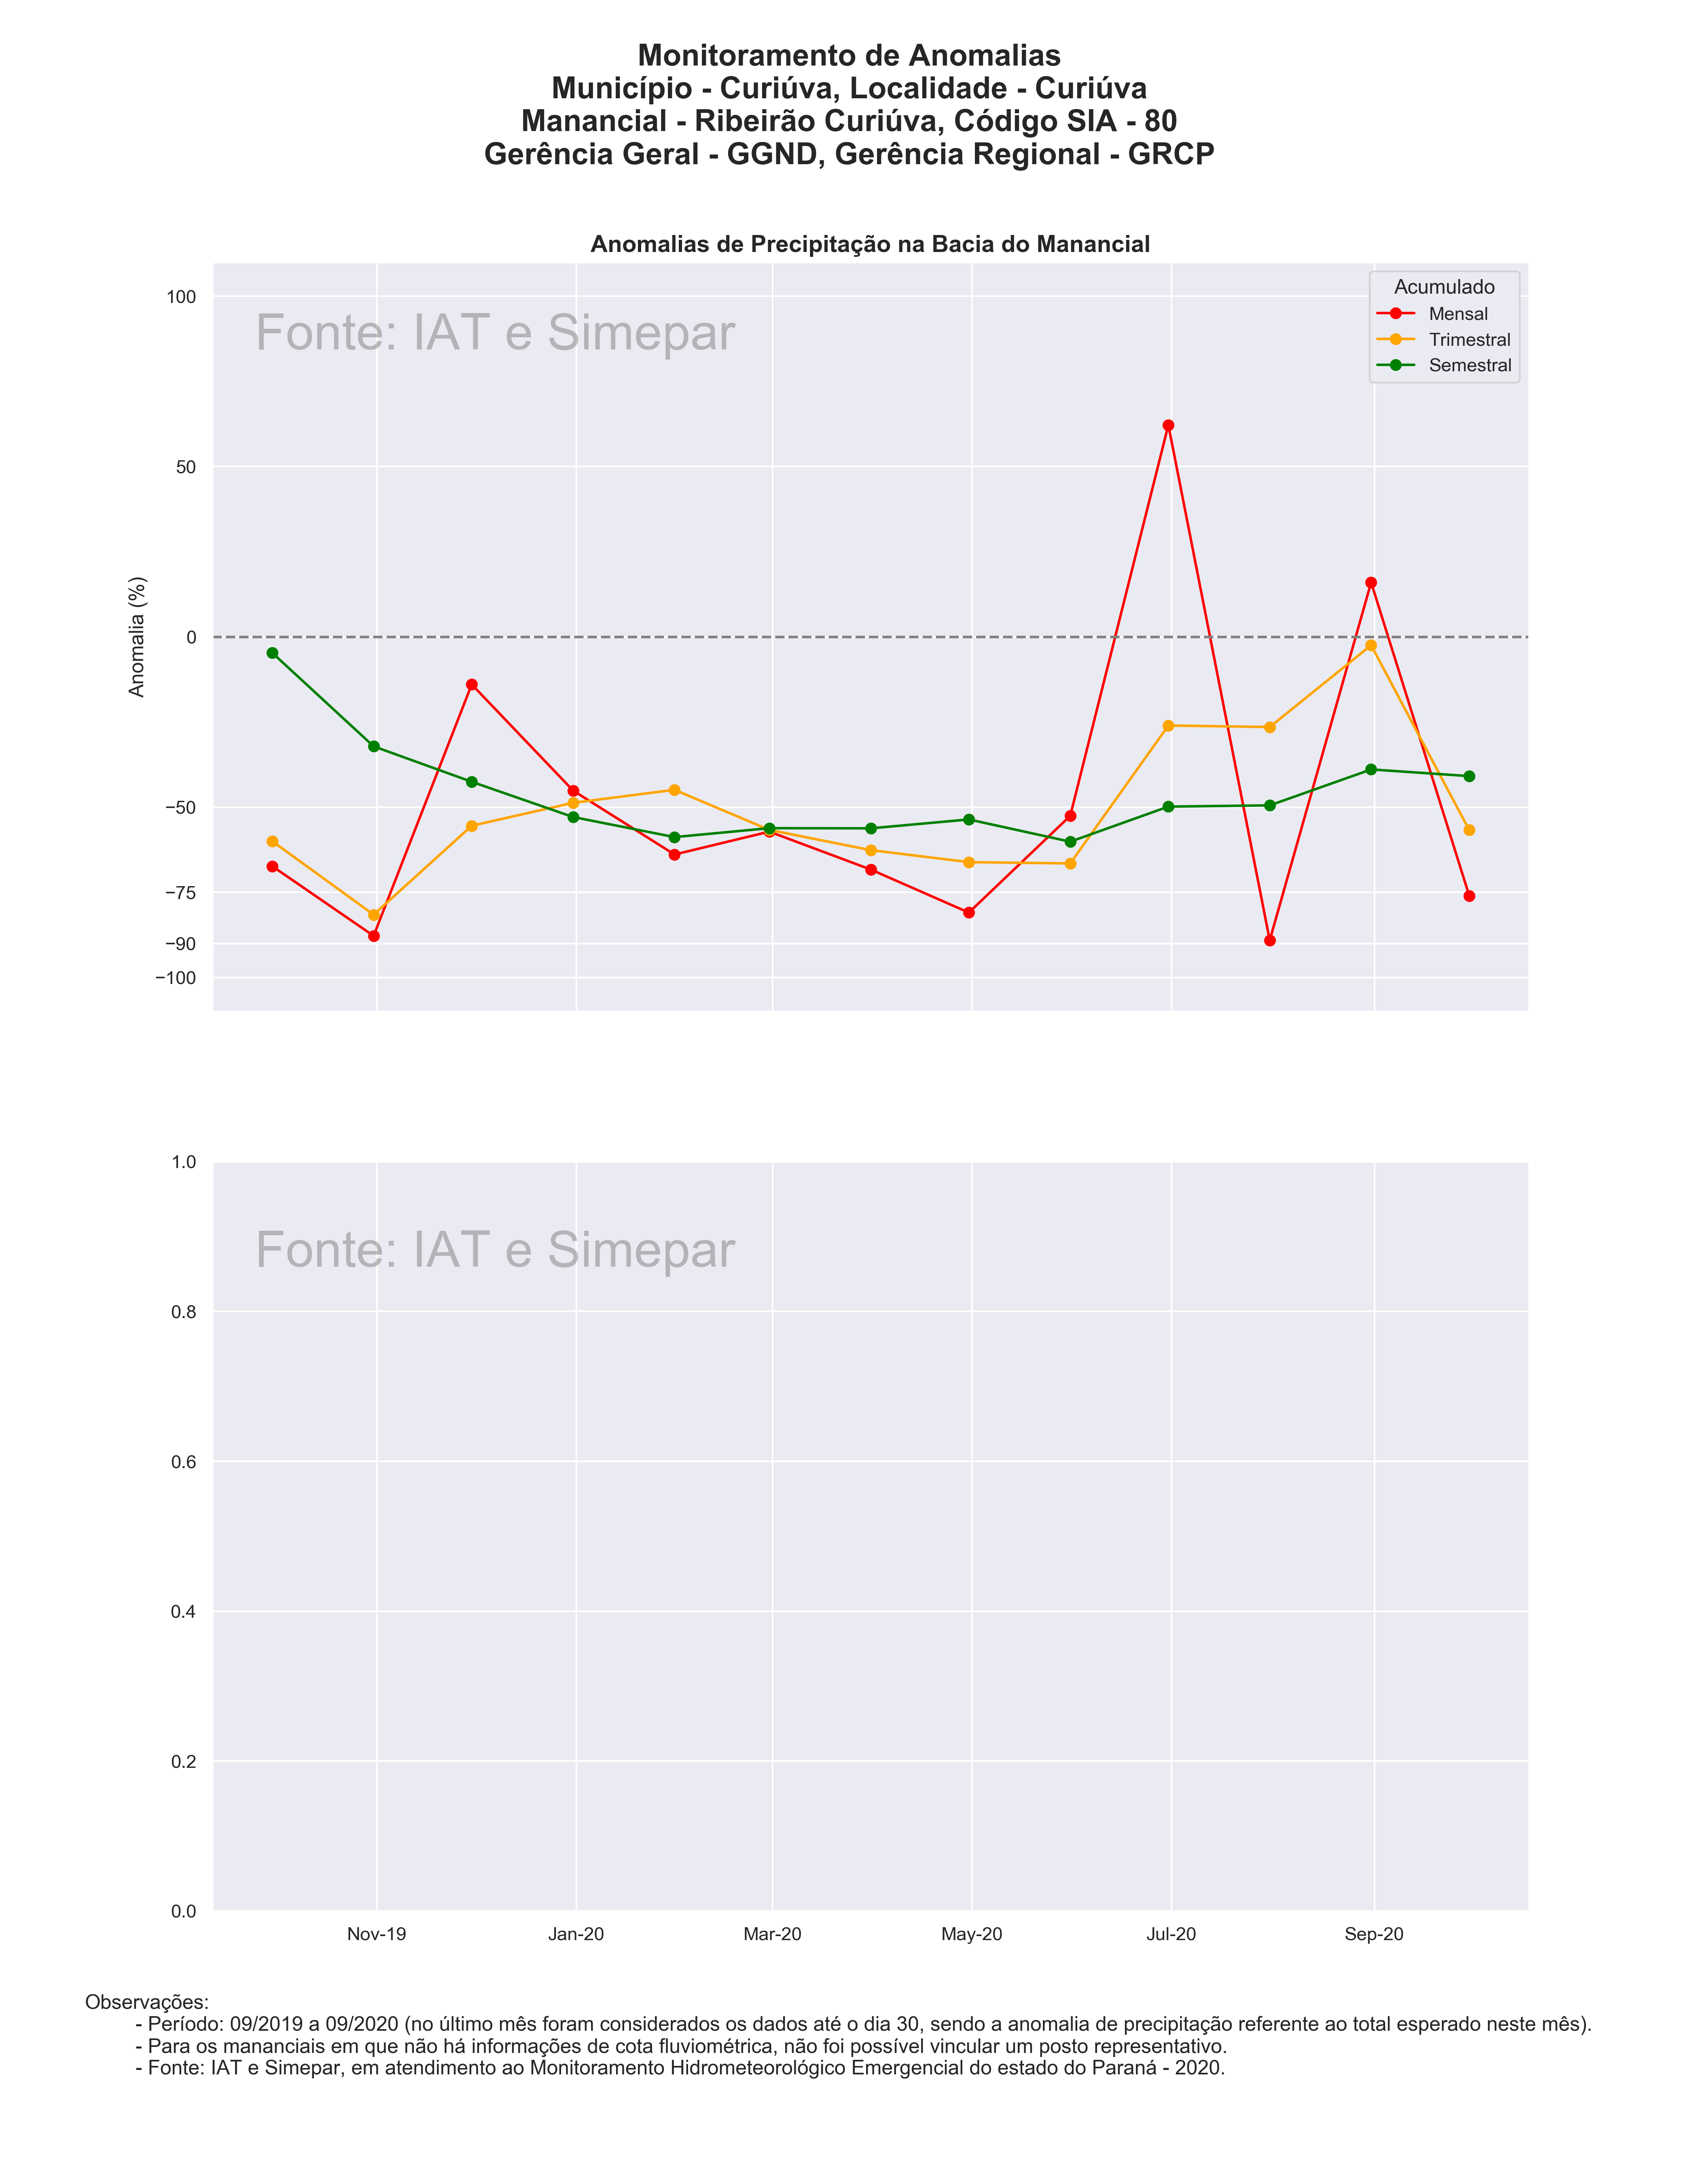 Monitoramento de Anomalias
Município - Curiúva, Localidade - Curiúva
Manancial - Ribeirão Curiúva, Código SIA - 80
Gerência Geral - GGND, Gerência Regional - GRCP
Anomalias de Precipitação na Bacia do Manancial
Fonte: IAT e Simepar
Acumulado
Mensal
Trimestral
Semestral
Anomalia (%)
100
50
0
−50
−75
−90
−100
Fonte: IAT e Simepar
1.0
0.8
0.6
0.4
0.2
0.0
Nov-19 Jan-20 Mar-20 May-20 Jul-20 Sep-20
Observações:
- Período: 09/2019 a 09/2020 (no último mês foram considerados os dados até o dia 30, sendo a anomalia de precipitação referente ao total esperado neste mês).
- Para os mananciais em que não há informações de cota fluviométrica, não foi possível vincular um posto representativo.
- Fonte: IAT e Simepar, em atendimento ao Monitoramento Hidrometeorológico Emergencial do estado do Paraná - 2020.